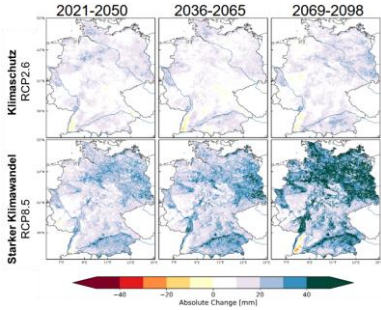 2021-2050 2036-2065 2069-2098
Klimaschutz
RCP2.6
Starker Klimawandel
RCP8.5
−40 −20 0 20 40
Absolute Change [mm]